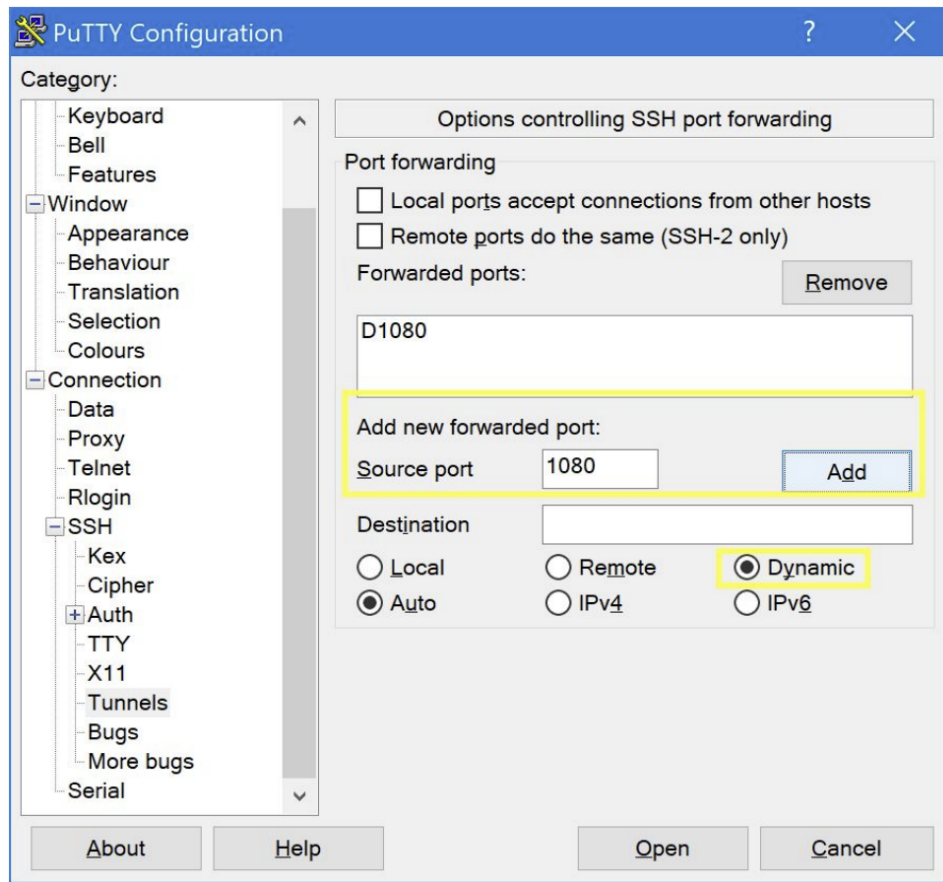 PuTTY Configuration
Category:
Keyboard
Bell
Features
Window
Appearance
Behaviour
Translation
Selection
Colours
Connection
Data
Proxy
Telnet
Rlogin
SSH
Kex
Cipher
Auth
TTY
X11
Tunnels
Bugs
More bugs
Serial
Options controlling SSH port forwarding
Port forwarding
Local ports accept connections from other hosts
Remote ports do the same (SSH-2 only)
Forwarded ports:
Remove
D1080
Add new forwarded port:
Source port 1080 Add
Destination
Local Remote Dynamic
Auto IPv4 IPv6
About Help Open Cancel